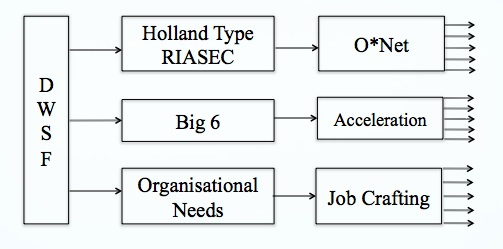 D
W
S
F
Holland Type
RIASEC
O*Net
Big 6
Acceleration
Organisational
Needs
Job Crafting